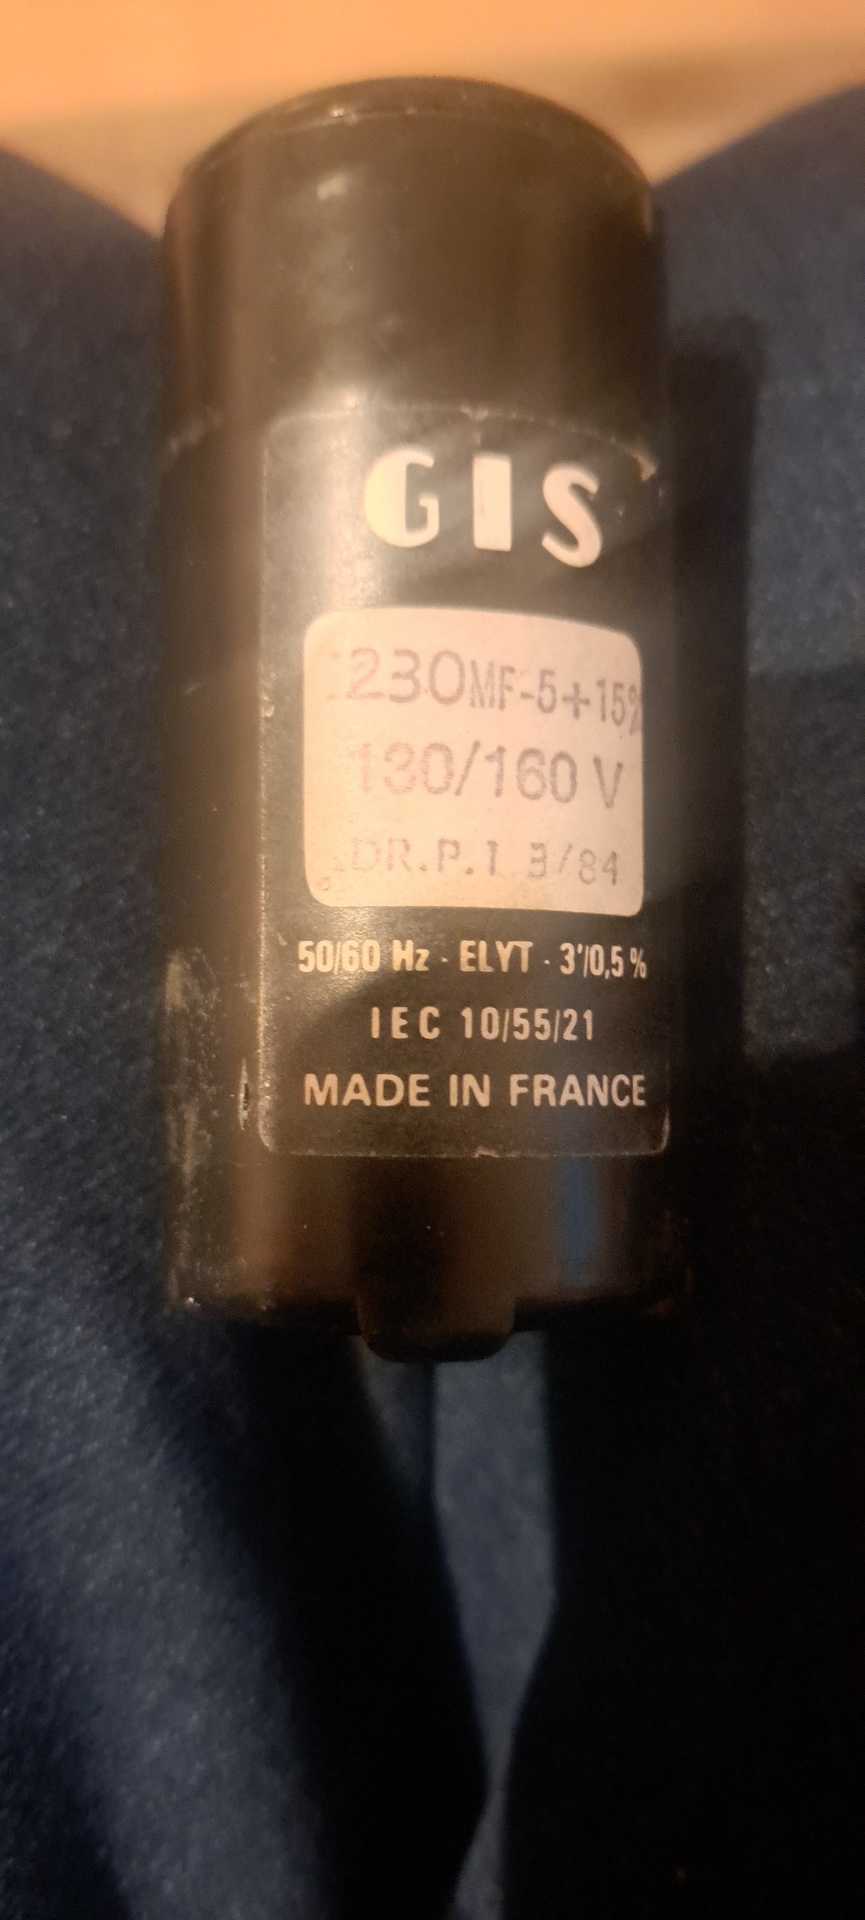 GIS
230MF-5+15%
130/160 V
DR.P.I 3/84
50/60 Hz · ELYT · 3'/0,5 %
IEC 10/55/21
MADE IN FRANCE